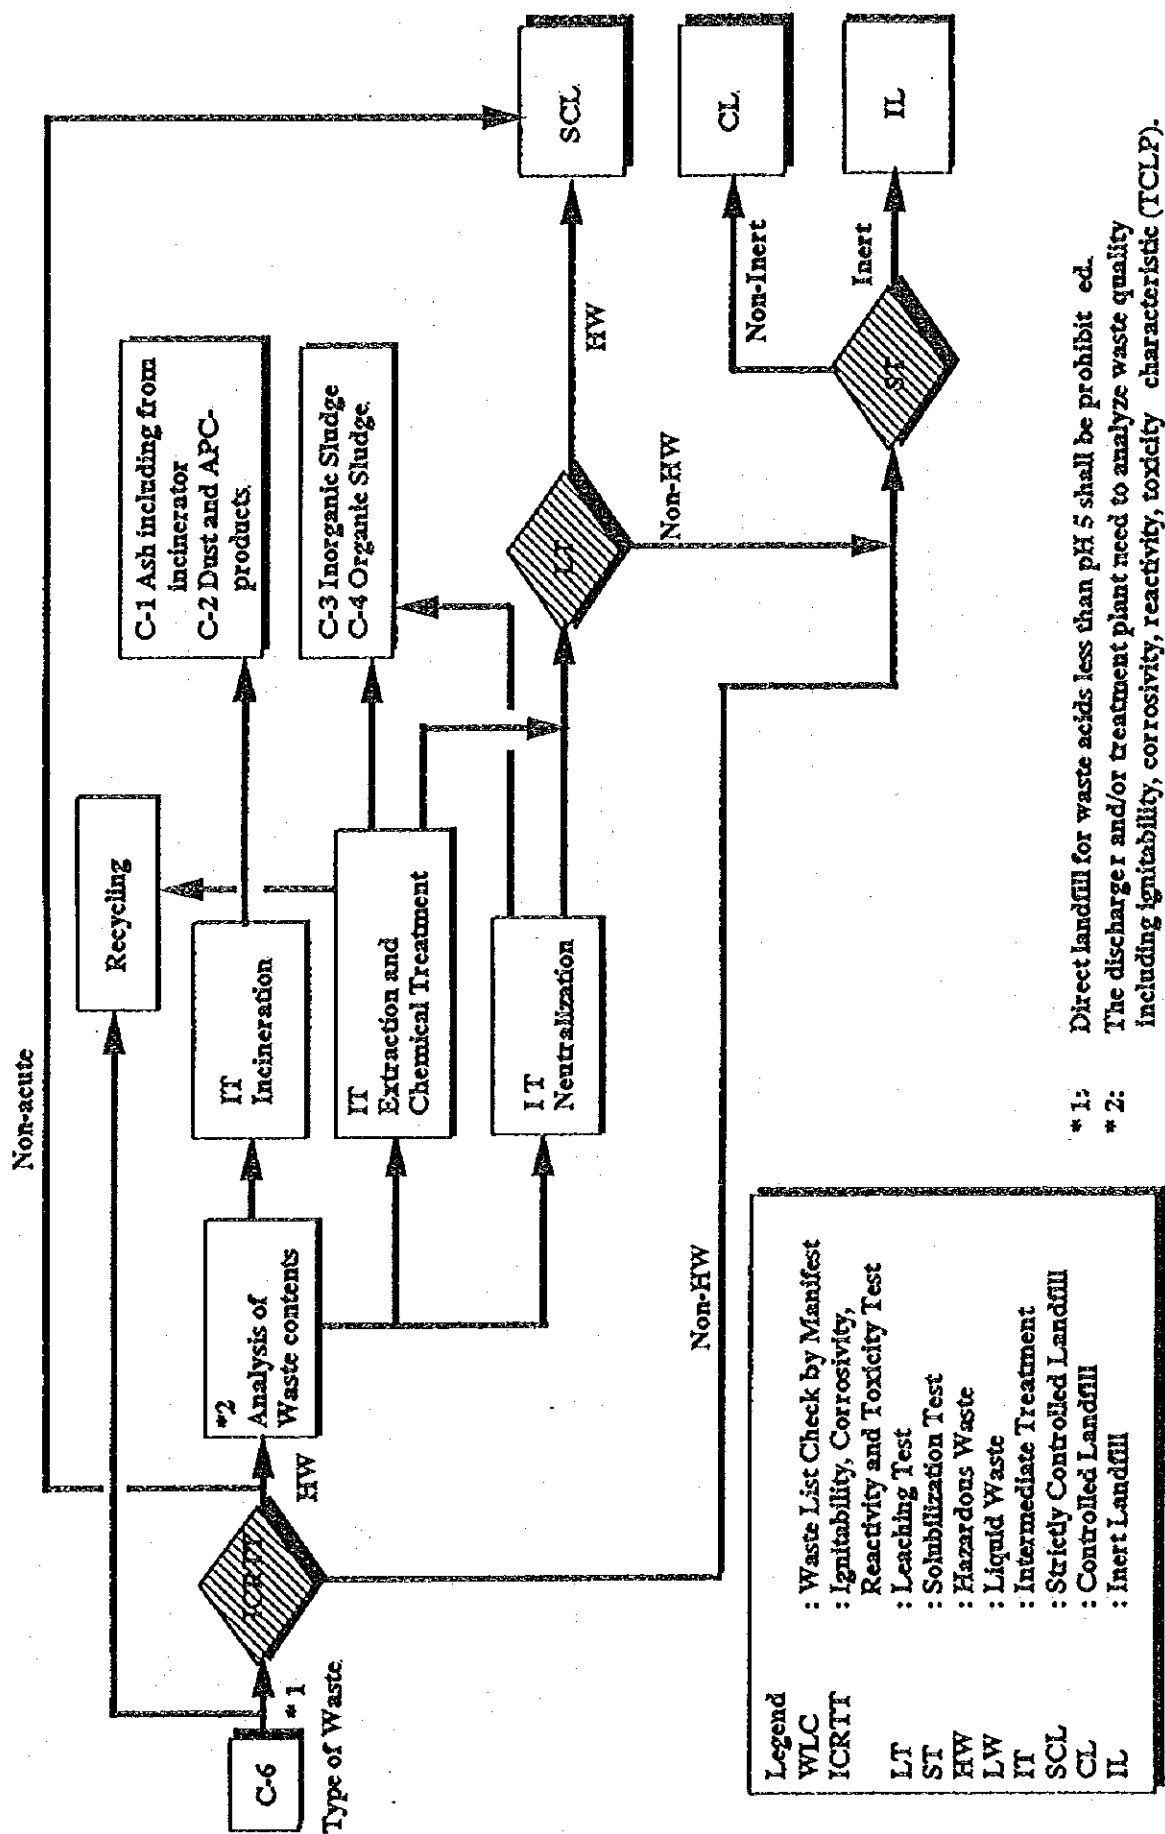 Non-acute
Recycling
C-1 Ash including from
incinerator
C-2 Dust and APC-
products.
IT
Incineration
*2
Analysis of
Waste contents
HW
ICRTT
C-6
* 1
Type of Waste.
IT
Extraction and
Chemical Treatment
C-3 Inorganic Sludge
C-4 Organic Sludge.
I T
Neutralization
LT
HW
SCL
Non-HW
Non-HW
Non-Inert
CL
ST
Inert
IL
Legend
WLC : Waste List Check by Manifest
ICRTT : Ignitability, Corrosivity,
Reactivity and Toxicity Test
LT : Leaching Test
ST : Solubilization Test
HW : Hazardous Waste
LW : Liquid Waste
IT : Intermediate Treatment
SCL : Strictly Controlled Landfill
CL : Controlled Landfill
IL : Inert Landfill
* 1: Direct landfill for waste acids less than pH 5 shall be prohibit ed.
* 2: The discharge r and/or treatment plant need to analyze waste quality
including ignitability, corrosivity, reactivity, toxicity characteristic (TCLP).